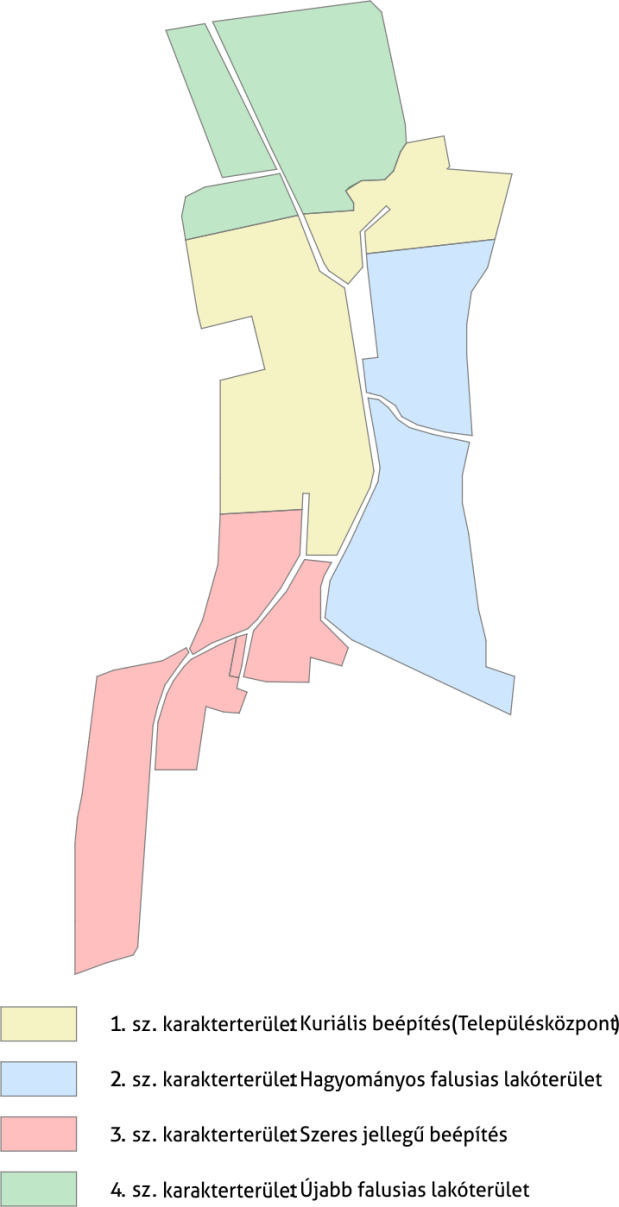 1. sz. karakterterület: Kuriális beépítés(Településközpont)
2. sz. karakterterület: Hagyományos falusias lakóterület
3. sz. karakterterület: Szeres jellegű beépítés
4. sz. karakterterület: Újabb falusias lakóterület